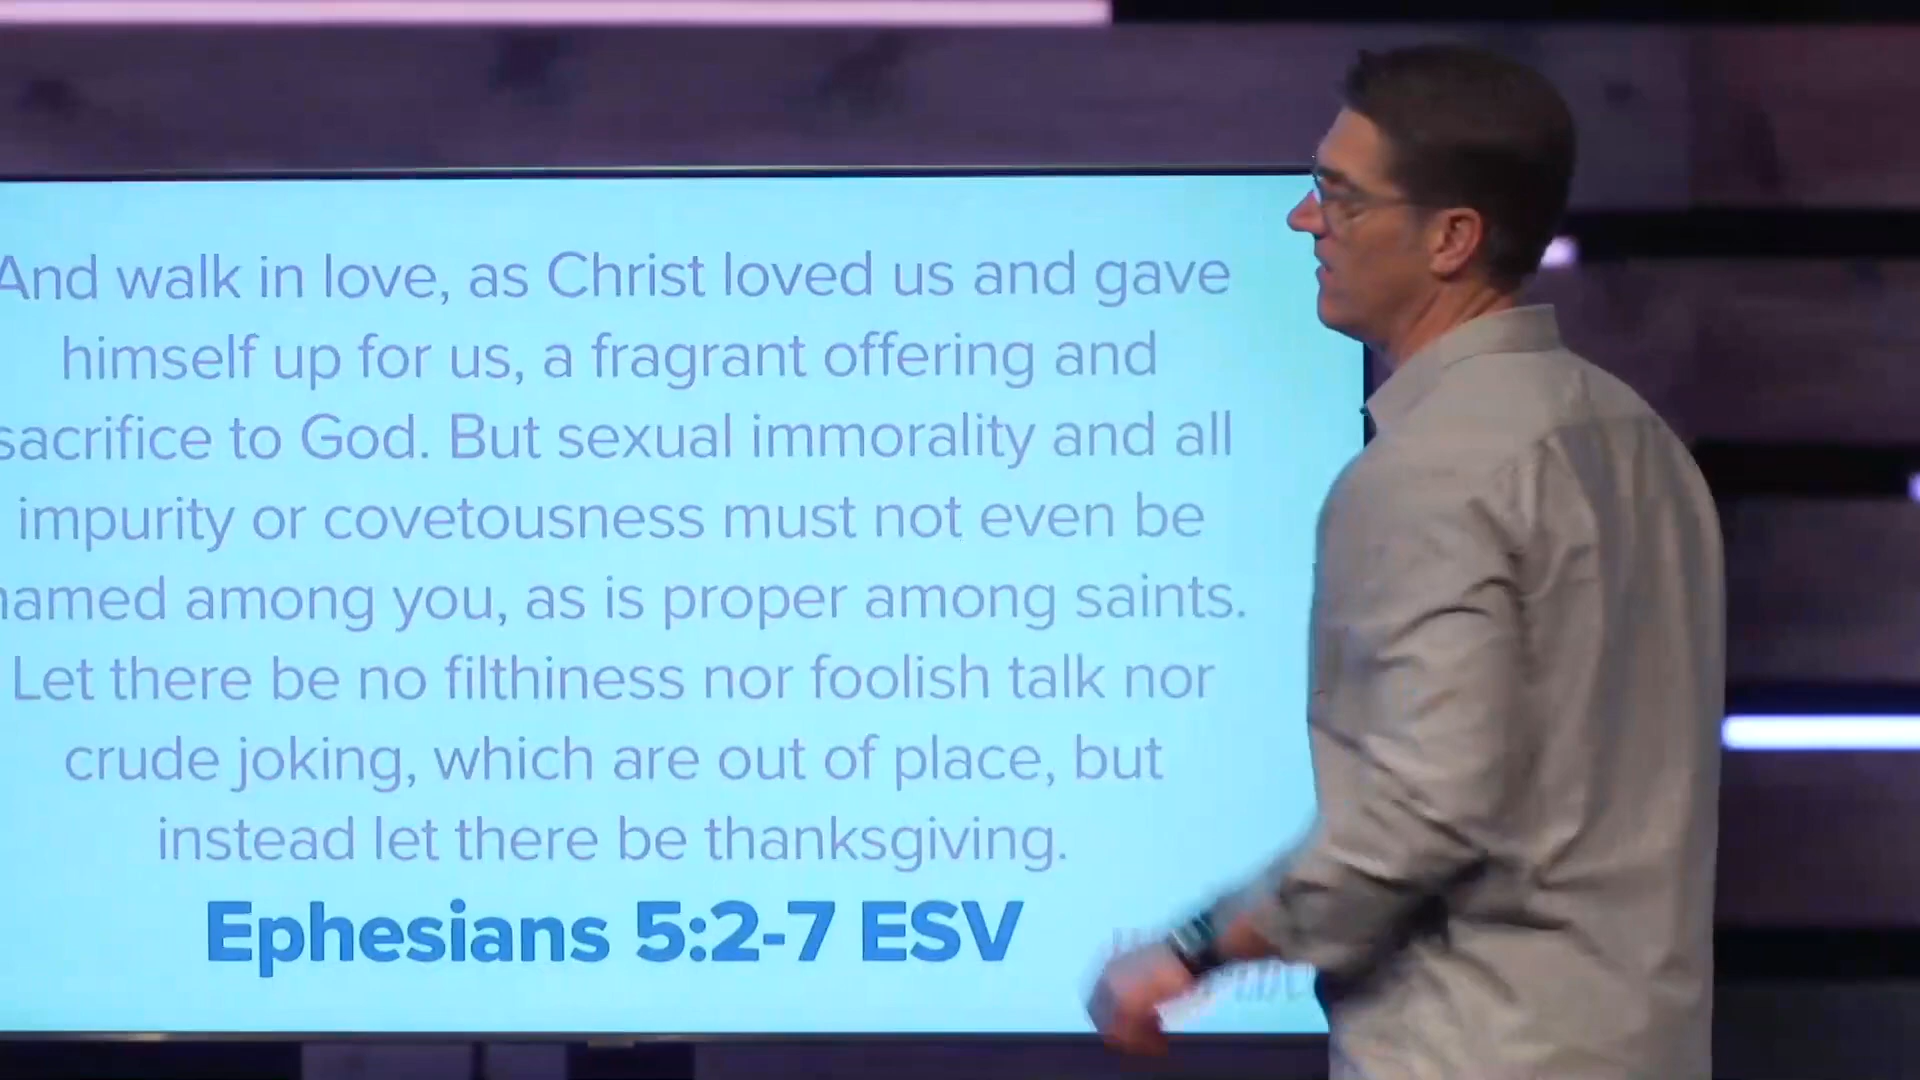 And walk in love, as Christ loved us and gave
himself up for us, a fragrant offering and
sacrifice to God. But sexual immorality and all
impurity or covetousness must not even be
named among you, as is proper among saints.
Let there be no filthiness nor foolish talk nor
crude joking, which are out of place, but
instead let there be thanksgiving.
Ephesians 5:2-7 ESV